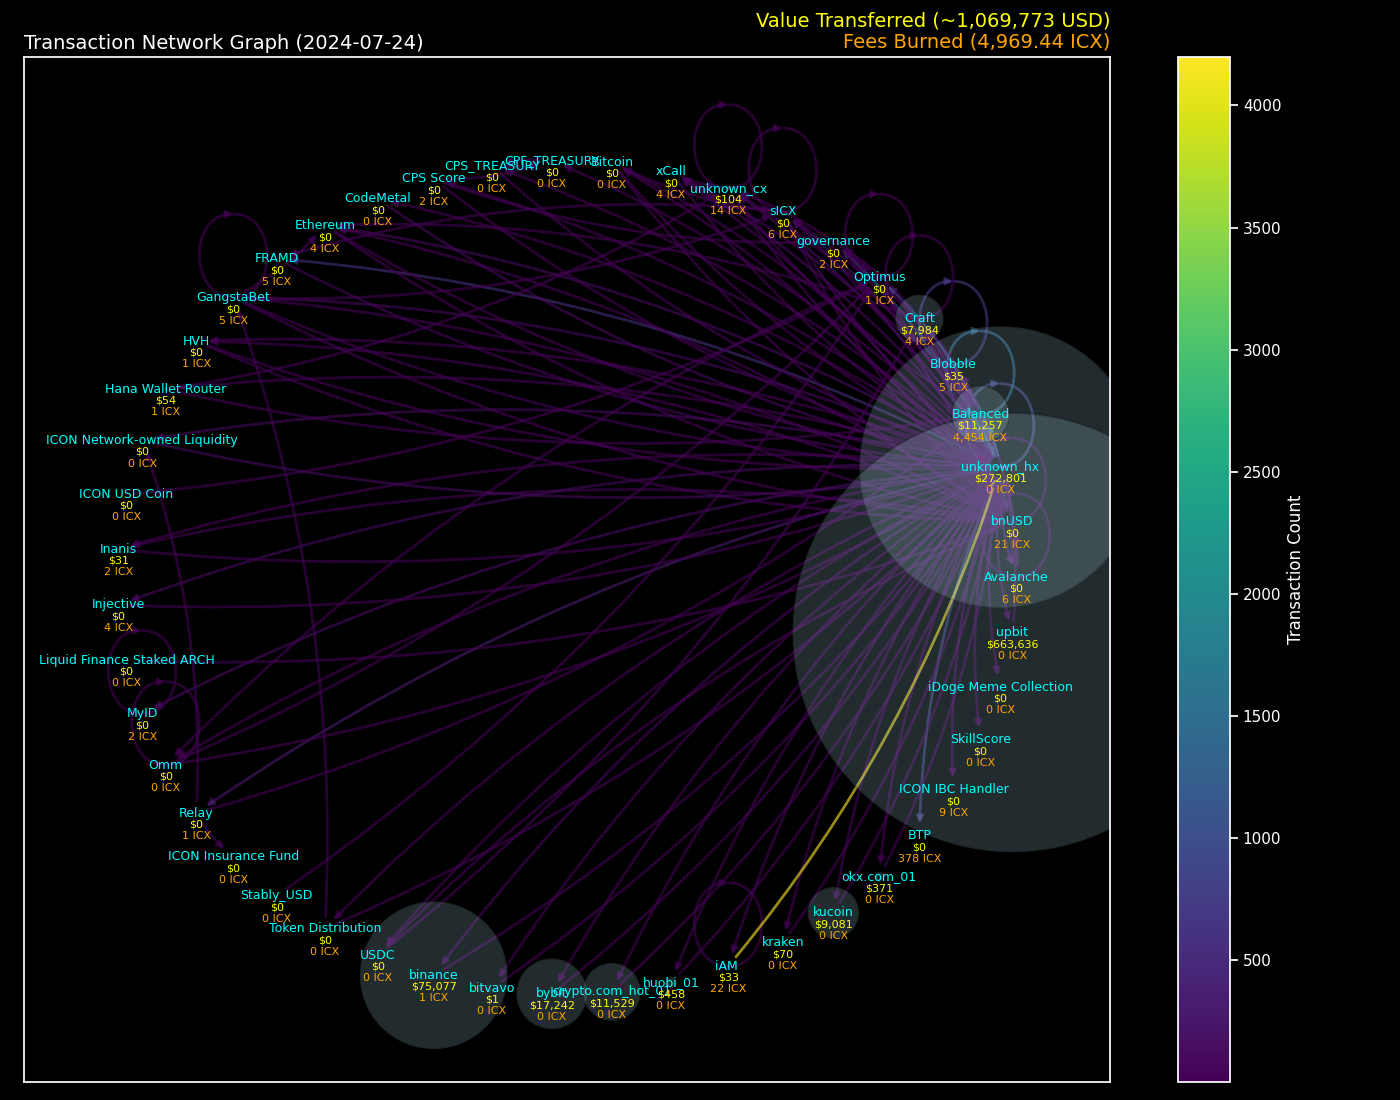 Value Transferred (~1,069,773 USD)
Transaction Network Graph (2024-07-24)
Fees Burned (4,969.44 ICX)
CPF_TREASURY
$0
0 ICX
Bitcoin
$0
0 ICX
CPS_TREASURY
$0
0 ICX
xCall
$0
4 ICX
CPS Score
$0
2 ICX
unknown_cx
$104
14 ICX
CodeMetal
$0
0 ICX
sICX
$0
6 ICX
Ethereum
$0
4 ICX
governance
$0
2 ICX
FRAMD
$0
5 ICX
Optimus
$0
1 ICX
GangstaBet
$0
5 ICX
Craft
$7,984
4 ICX
HVH
$0
1 ICX
Blobble
$35
5 ICX
Hana Wallet Router
$54
1 ICX
Balanced
$11,257
4,454 ICX
ICON Network-owned Liquidity
$0
0 ICX
unknown_hx
$272,801
0 ICX
ICON USD Coin
$0
0 ICX
bnUSD
$0
21 ICX
Inanis
$31
2 ICX
Avalanche
$0
6 ICX
Injective
$0
4 ICX
upbit
$663,636
0 ICX
Liquid Finance Staked ARCH
$0
0 ICX
iDoge Meme Collection
$0
0 ICX
MyID
$0
2 ICX
SkillScore
$0
0 ICX
Omm
$0
0 ICX
ICON IBC Handler
$0
9 ICX
Relay
$0
1 ICX
BTP
$0
378 ICX
ICON Insurance Fund
$0
0 ICX
okx.com_01
$371
0 ICX
Stably_USD
$0
0 ICX
kucoin
$9,081
0 ICX
Token Distribution
$0
0 ICX
kraken
$70
0 ICX
USDC
$0
0 ICX
iAM
$33
22 ICX
binance
$75,077
1 ICX
huobi_01
$458
0 ICX
bitvavo
$1
0 ICX
bybit
$17,242
0 ICX
crypto.com_hot_01
$11,529
0 ICX
4000
3500
3000
2500
2000
1500
1000
500
Transaction Count